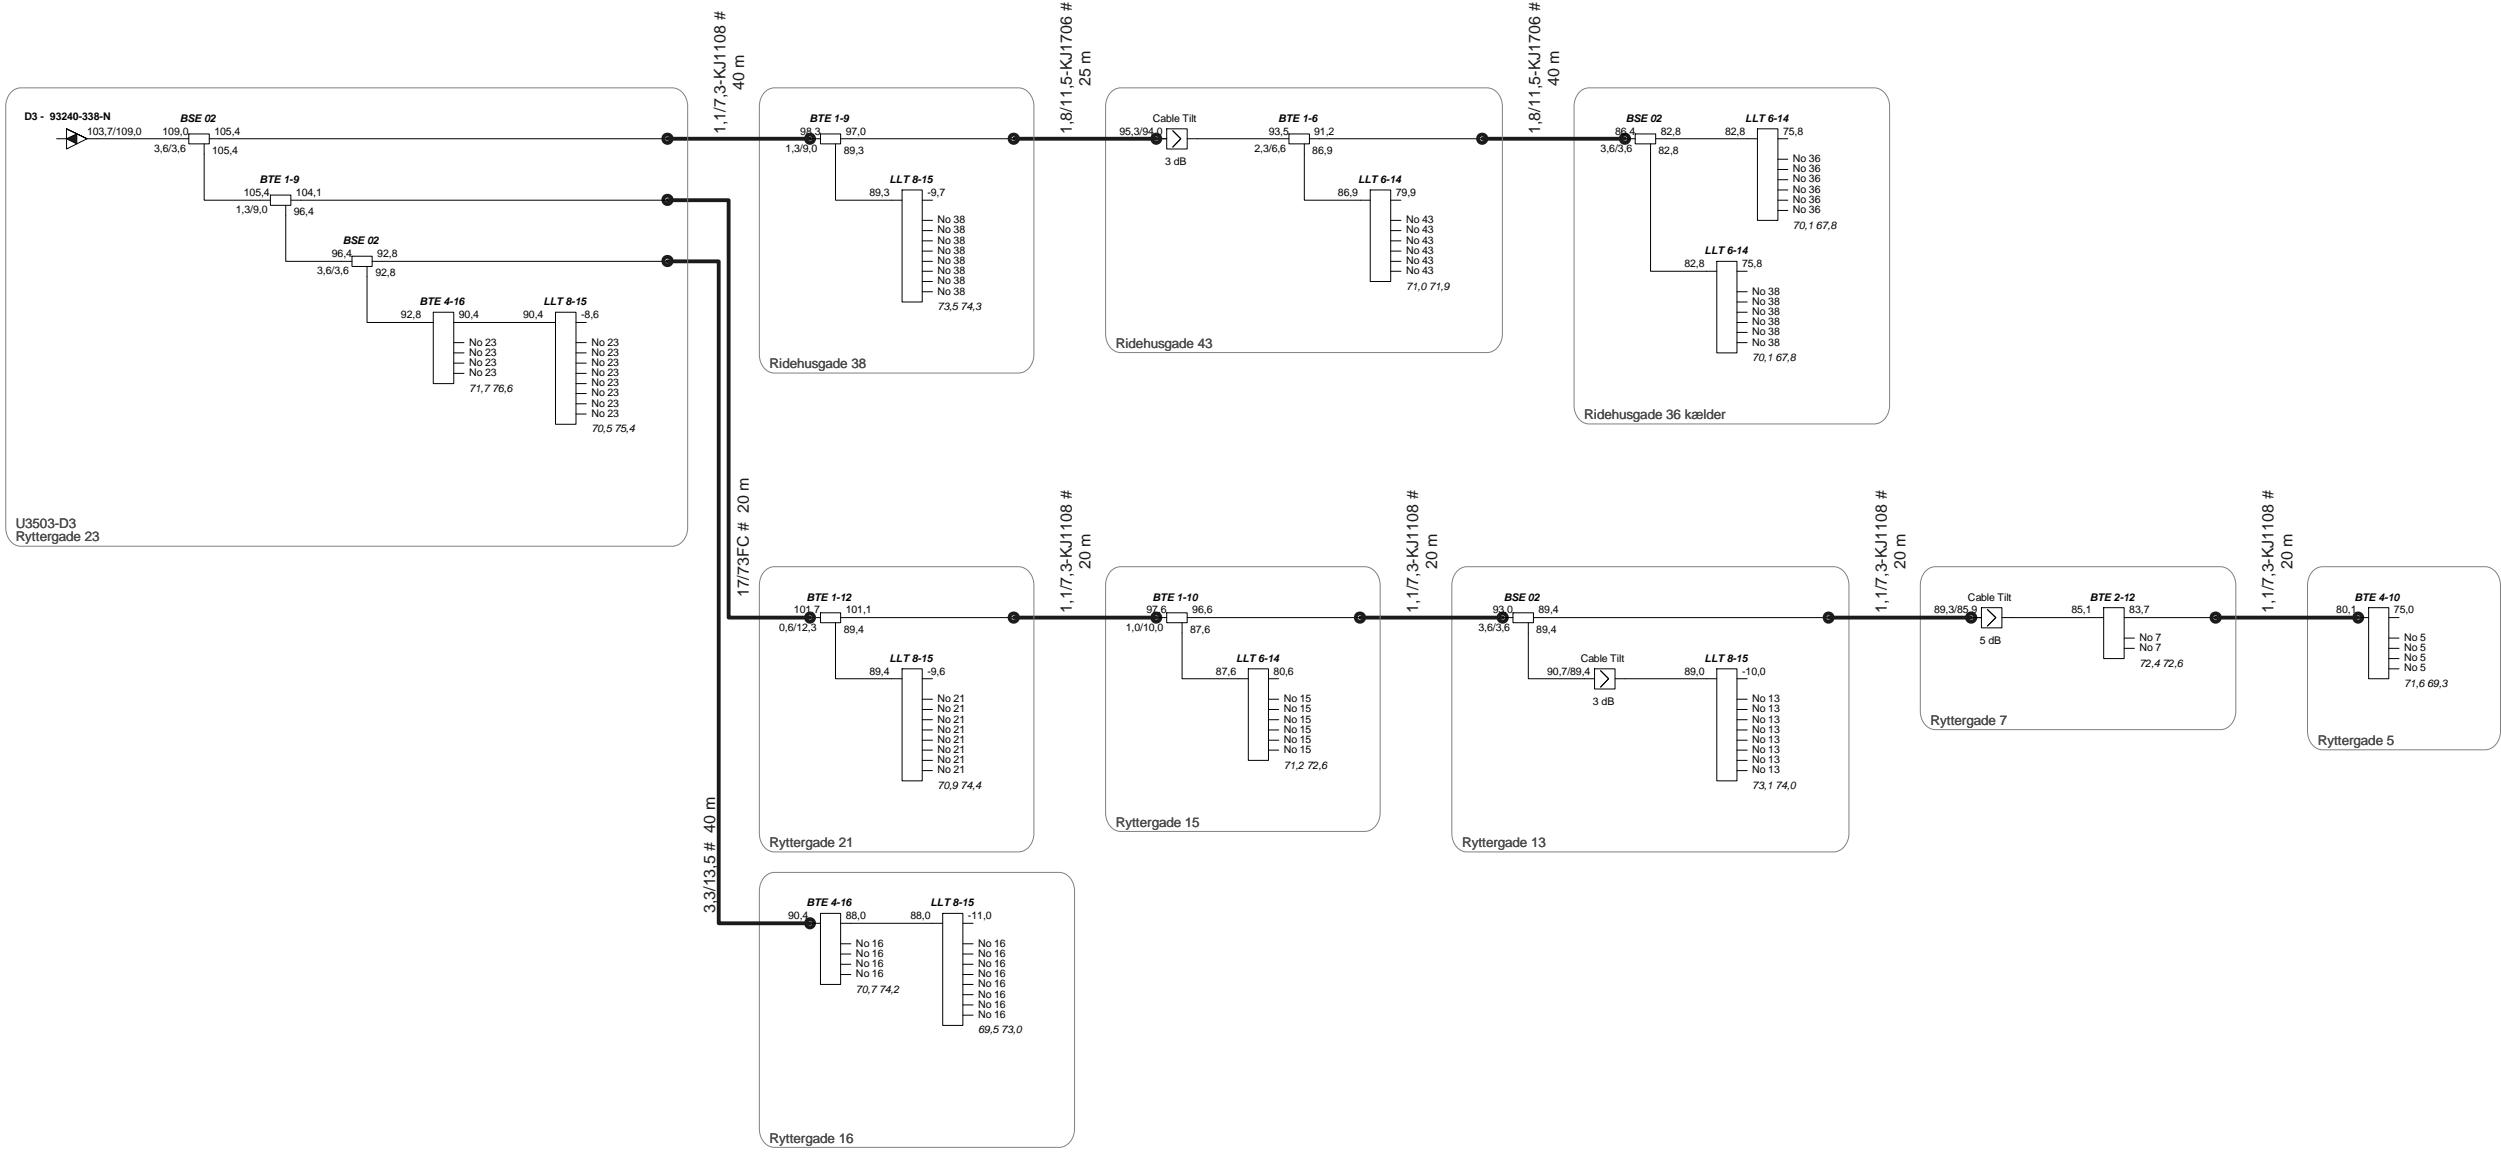 1,1/7,3-KJ1108 #
40 m
1,8/11,5-KJ1706 #
25 m
1,8/11,5-KJ1706 #
40 m
D3 - 93240-338-N
103,7/109,0
BSE 02
109,0
105,4
3,6/3,6
105,4
BTE 1-9
105,4
104,1
1,3/9,0
96,4
BSE 02
96,4
92,8
3,6/3,6
92,8
BTE 4-16
92,8
90,4
No 23
No 23
No 23
No 23
71,7 76,6
LLT 8-15
90,4
-8,6
No 23
No 23
No 23
No 23
No 23
No 23
No 23
No 23
70,5 75,4
U3503-D3
Ryttergade 23
BTE 1-9
98,3
97,0
1,3/9,0
89,3
LLT 8-15
89,3
-9,7
No 38
No 38
No 38
No 38
No 38
No 38
No 38
No 38
73,5 74,3
Ridehusgade 38
Cable Tilt
95,3/94,0
3 dB
BTE 1-6
93,5
91,2
2,3/6,6
86,9
LLT 6-14
86,9
79,9
No 43
No 43
No 43
No 43
No 43
No 43
71,0 71,9
Ridehusgade 43
BSE 02
86,4
82,8
3,6/3,6
82,8
LLT 6-14
82,8
75,8
No 36
No 36
No 36
No 36
No 36
No 36
70,1 67,8
LLT 6-14
82,8
75,8
No 38
No 38
No 38
No 38
No 38
No 38
70,1 67,8
Ridehusgade 36 kælder
17/73FC # 20 m
1,1/7,3-KJ1108 #
20 m
1,1/7,3-KJ1108 #
20 m
1,1/7,3-KJ1108 #
20 m
1,1/7,3-KJ1108 #
20 m
BTE 1-12
101,7
101,1
0,6/12,3
89,4
LLT 8-15
89,4
-9,6
No 21
No 21
No 21
No 21
No 21
No 21
No 21
No 21
70,9 74,4
Ryttergade 21
BTE 1-10
97,6
96,6
1,0/10,0
87,6
LLT 6-14
87,6
80,6
No 15
No 15
No 15
No 15
No 15
No 15
71,2 72,6
Ryttergade 15
BSE 02
93,0
89,4
3,6/3,6
89,4
Cable Tilt
90,7/89,4
3 dB
LLT 8-15
89,0
-10,0
No 13
No 13
No 13
No 13
No 13
No 13
No 13
No 13
73,1 74,0
Ryttergade 13
Cable Tilt
89,3/85,9
5 dB
BTE 2-12
85,1
83,7
No 7
No 7
72,4 72,6
Ryttergade 7
BTE 4-10
80,1
75,0
No 5
No 5
No 5
No 5
71,6 69,3
Ryttergade 5
3,3/13,5 # 40 m
BTE 4-16
90,4
88,0
No 16
No 16
No 16
No 16
70,7 74,2
LLT 8-15
88,0
-11,0
No 16
No 16
No 16
No 16
No 16
No 16
No 16
No 16
69,5 73,0
Ryttergade 16